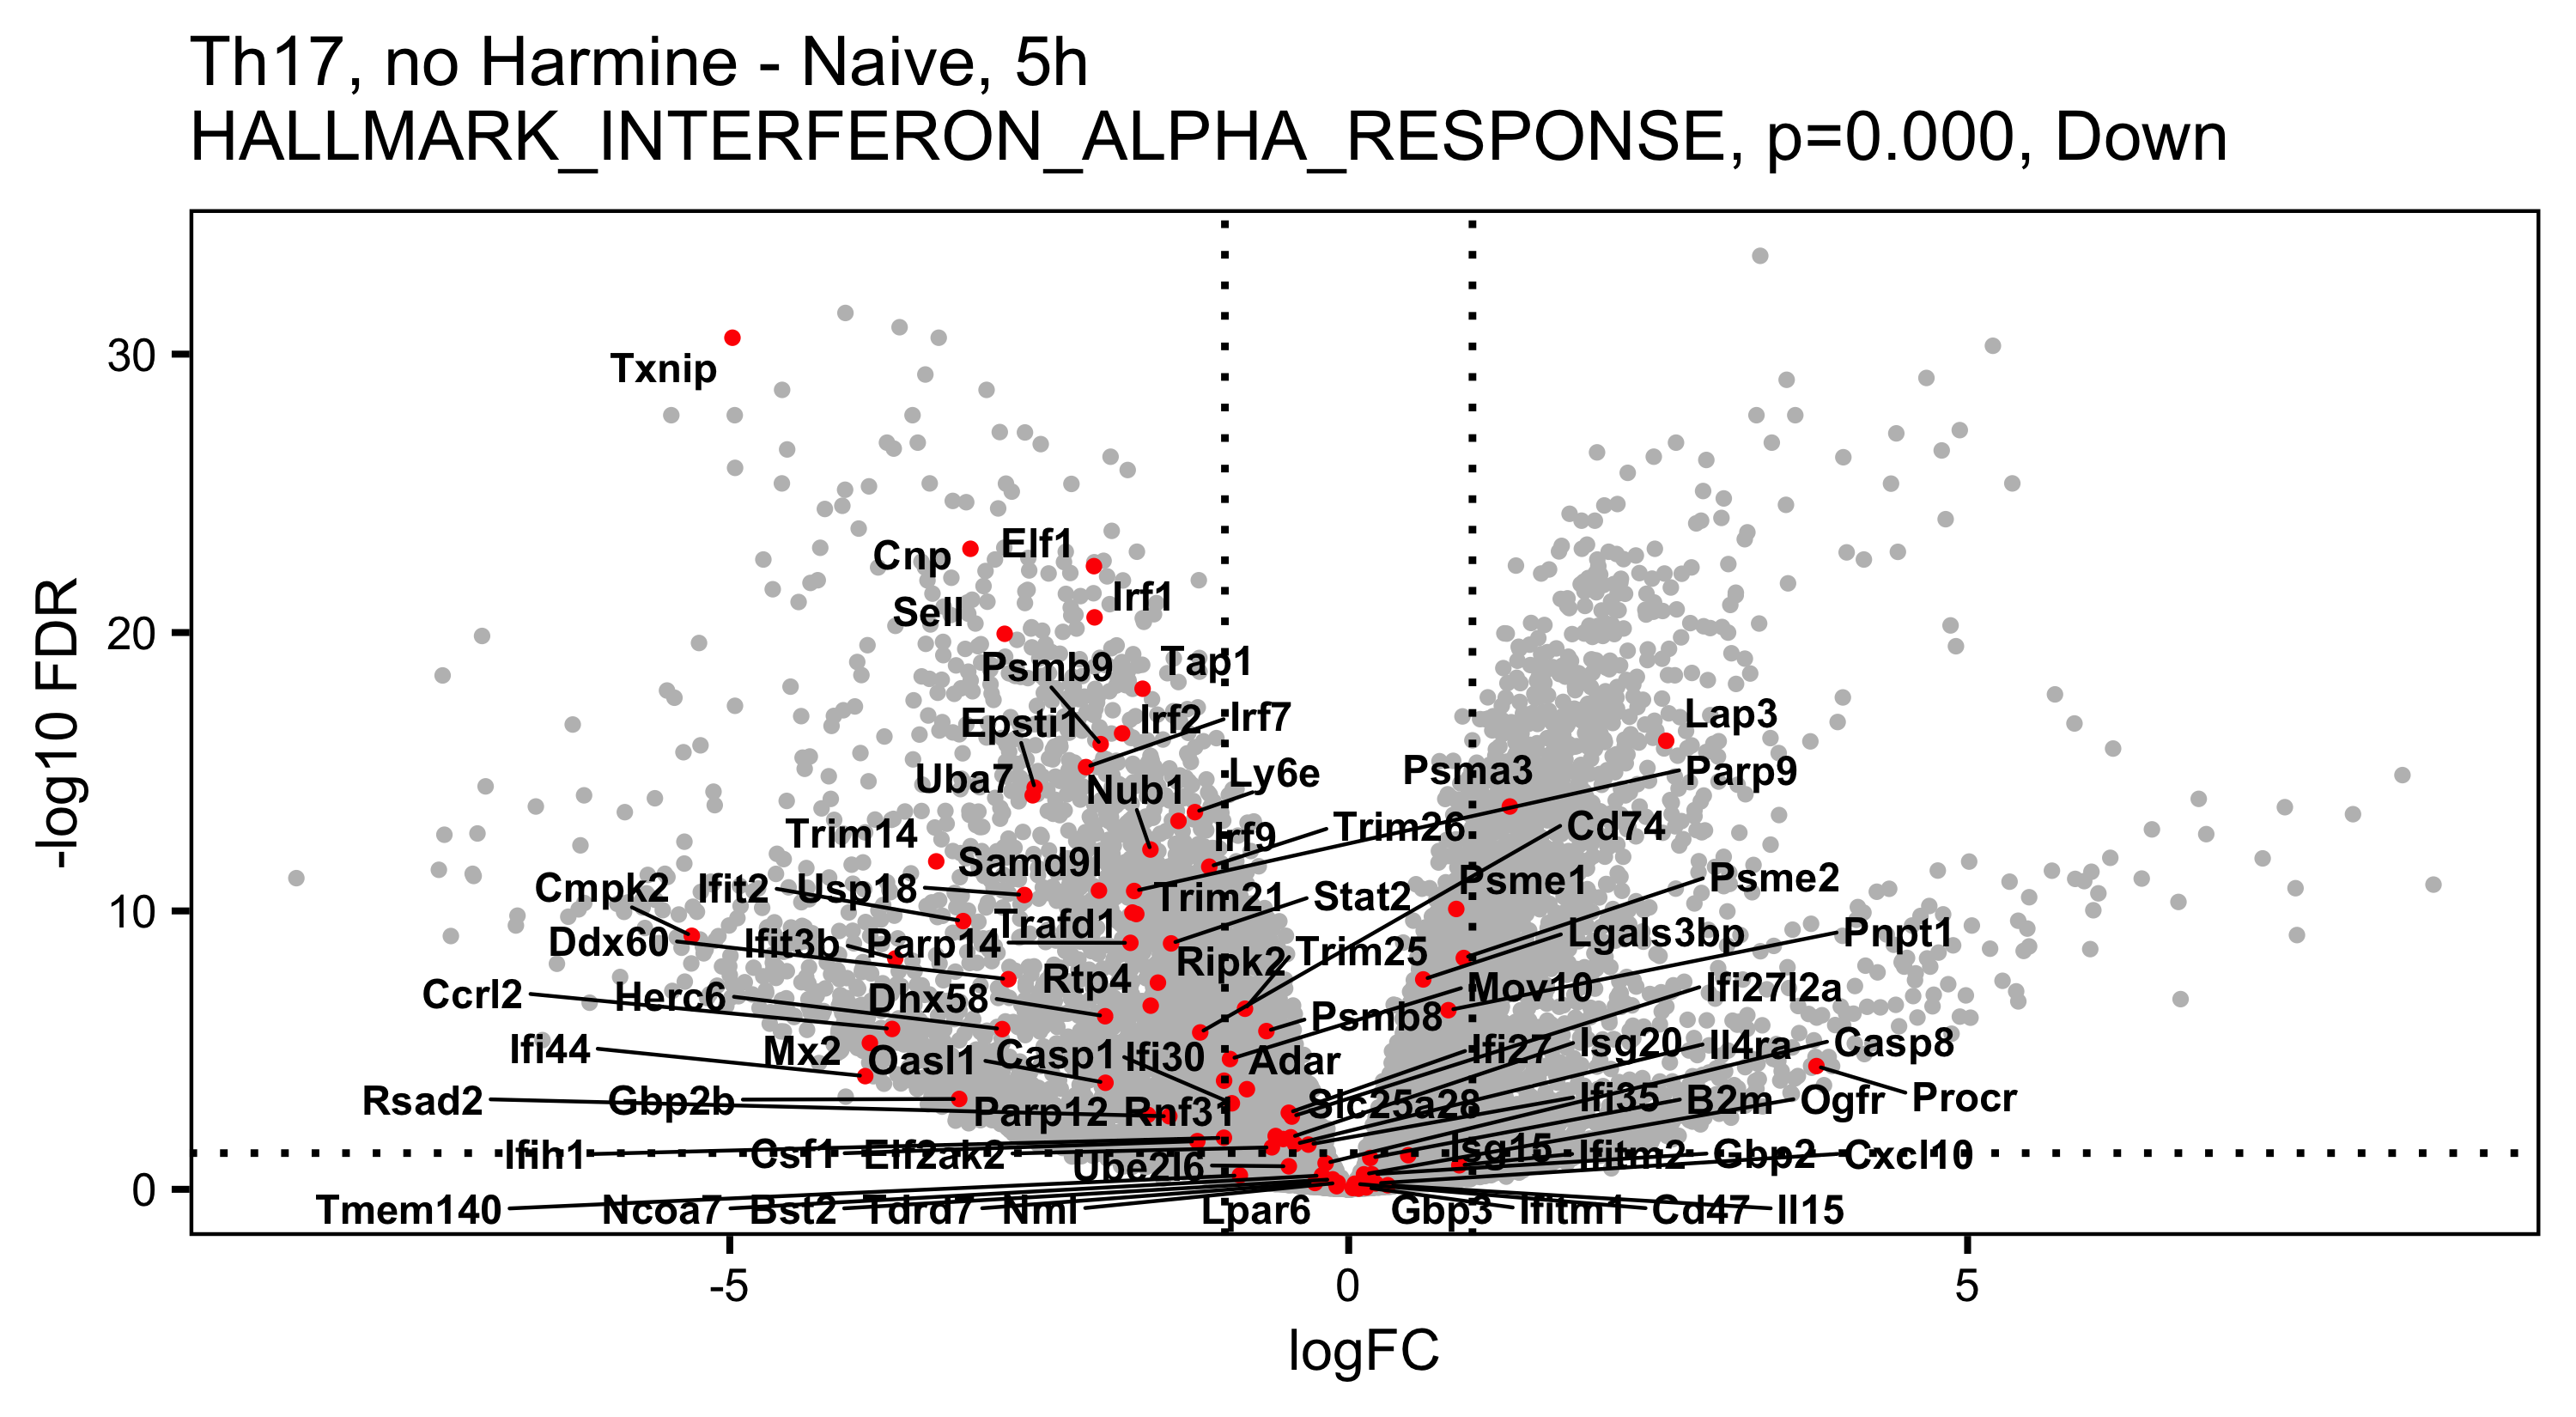 Th17, no Harmine - Naive, 5h
HALLMARK_INTERFERON_ALPHA_RESPONSE, p=0.000, Down
30
20
10
0
-log10 FDR
Txnip
Cnp
Elf1
Irf1
Sell
Psmb9
Tap1
Epsti1
Irf2
Irf7
Lap3
Uba7
Nub1
Ly6e
Psma3
Parp9
Trim14
Irf9
Trim26
Cd74
Samd9l
Cmpk2
Ifit2
Usp18
Trim21
Stat2
Psme1
Psme2
Trafd1
Ddx60
Ifit3b
Parp14
Ripk2
Trim25
Lgals3bp
Pnpt1
Rtp4
Ccrl2
Herc6
Dhx58
Mov10
Ifi27l2a
Psmb8
Ifi44
Mx2
Oasl1
Casp1
Ifi30
Adar
Ifi27
Isg20
Il4ra
Casp8
Rsad2
Gbp2b
Parp12
Rnf31
Slc25a28
Ifi35
B2m
Ogfr
Procr
Ifih1
Csf1
Eif2ak2
Ube2l6
Isg15
Ifitm2
Gbp2
Cxcl10
Tmem140
Ncoa7
Bst2
Tdrd7
Nmi
Lpar6
Gbp3
Ifitm1
Cd47
Il15
-5
0
5
logFC